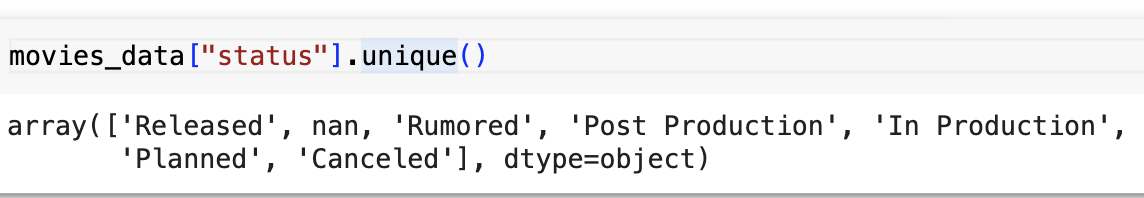 movies_data["status"].unique()
array(['Released', nan, 'Rumored', 'Post Production', 'In Production',
'Planned', 'Canceled'], dtype=object)